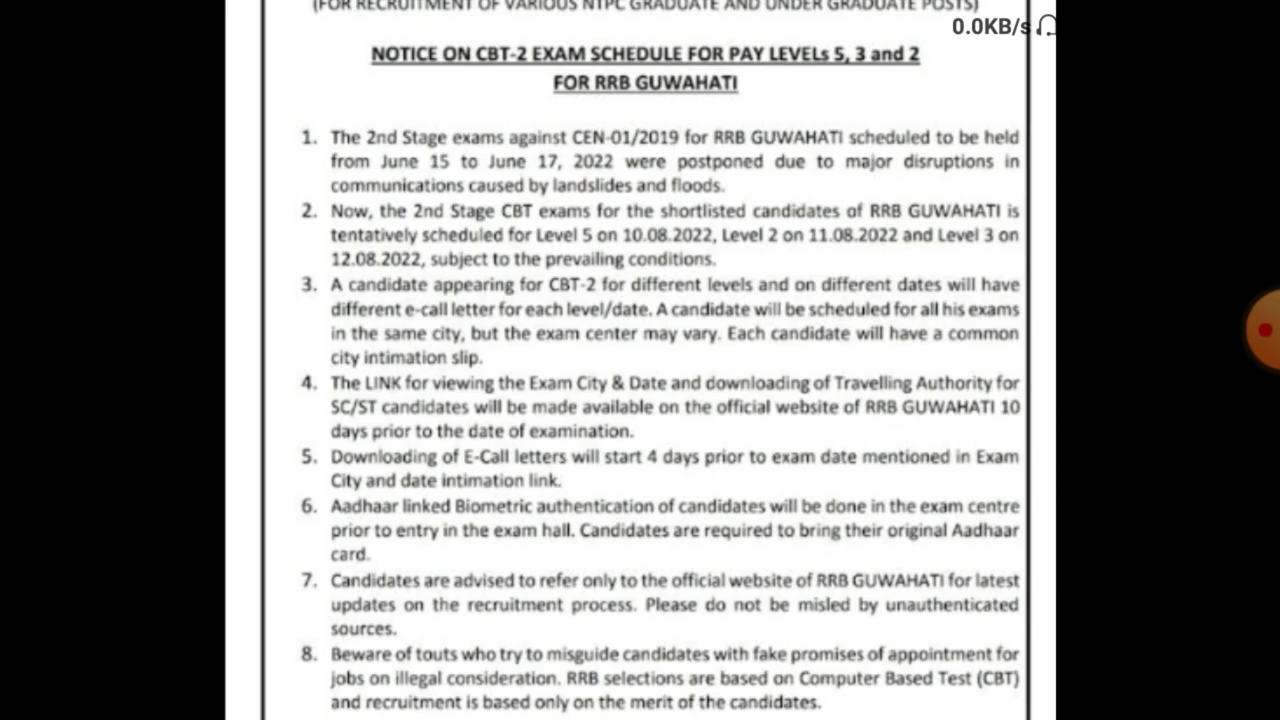 (FOR RECRUITMENT OF VARIOUS NTPC GRADUATE AND UNDER GRADUATE POSTS)
0.0KB/s
NOTICE ON CBT-2 EXAM SCHEDULE FOR PAY LEVELs 5, 3 and 2
FOR RRB GUWAHATI
1. The 2nd Stage exams against CEN-01/2019 for RRB GUWAHATI scheduled to be held
from June 15 to June 17, 2022 were postponed due to major disruptions in
communications caused by landslides and floods.
2. Now, the 2nd Stage CBT exams for the shortlisted candidates of RRB GUWAHATI is
tentatively scheduled for Level 5 on 10.08.2022, Level 2 on 11.08.2022 and Level 3 on
12.08.2022, subject to the prevailing conditions.
3. A candidate appearing for CBT-2 for different levels and on different dates will have
different e-call letter for each level/date. A candidate will be scheduled for all his exams
in the same city, but the exam center may vary. Each candidate will have a common
city intimation slip.
4. The LINK for viewing the Exam City & Date and downloading of Travelling Authority for
SC/ST candidates will be made available on the official website of RRB GUWAHATI 10
days prior to the date of examination.
5. Downloading of E-Call letters will start 4 days prior to exam date mentioned in Exam
City and date intimation link.
6. Aadhaar linked Biometric authentication of candidates will be done in the exam centre
prior to entry in the exam hall. Candidates are required to bring their original Aadhaar
card.
7. Candidates are advised to refer only to the official website of RRB GUWAHATI for latest
updates on the recruitment process. Please do not be misled by unauthenticated
sources.
8. Beware of touts who try to misguide candidates with fake promises of appointment for
jobs on illegal consideration. RRB selections are based on Computer Based Test (CBT)
and recruitment is based only on the merit of the candidates.